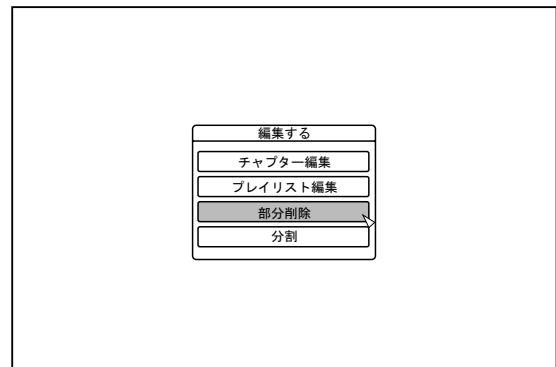 編集する
チャプター編集
プレイリスト編集
部分削除
分割